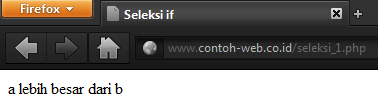 Firefox
Seleksi if
www.contoh-web.co.id/seleksi_1.php
a lebih besar dari b